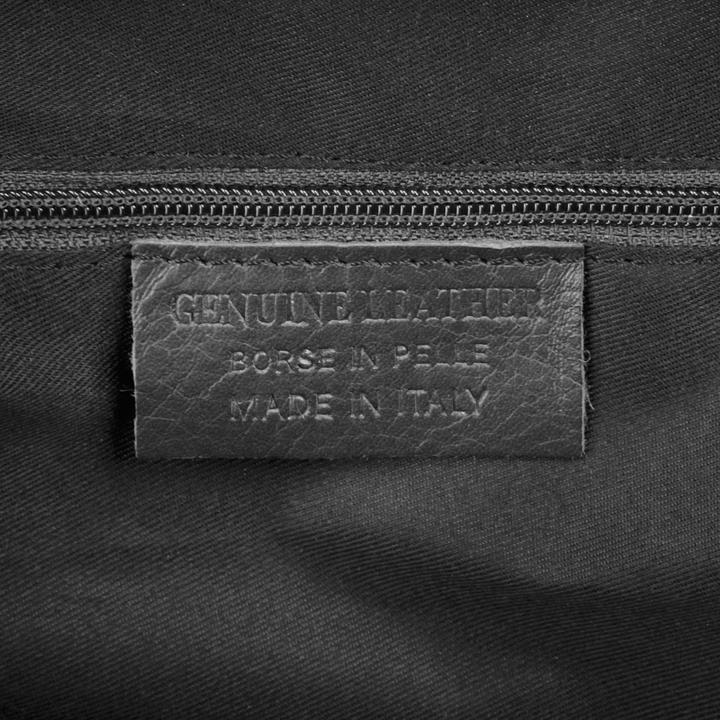 GENUINE LEATHER
BORSE IN PELLE
MADE IN ITALY